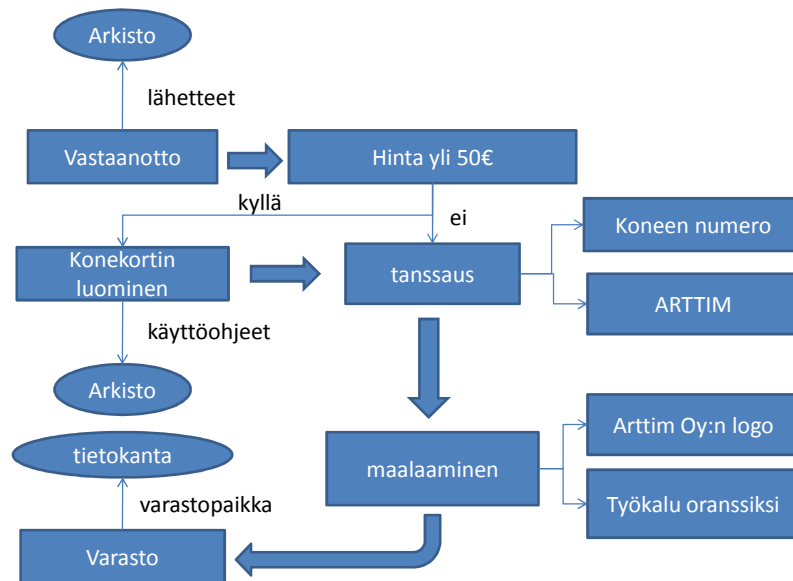 Arkisto
lähetteet
Vastaanotto
Hinta yli 50€
kyllä
ei
Koneen numero
Konekortin
luominen
tanssaus
ARTTIM
käyttöohjeet
Arkisto
Arttim Oy:n logo
tietokanta
maalaaminen
varastopaikka
Työkalu oranssiksi
Varasto